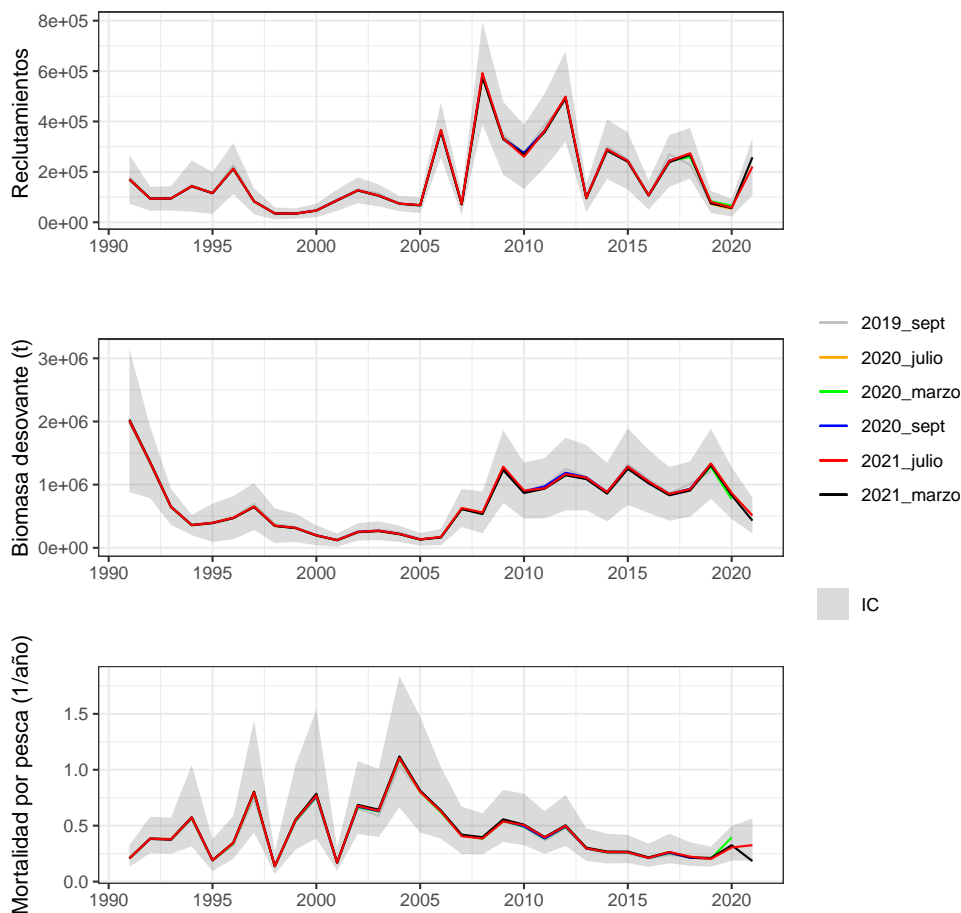 Reclutamientos
8e+05
6e+05
4e+05
2e+05
0e+00
1990 1995 2000 2005 2010 2015 2020
Biomasa desovante (t)
3e+06
2e+06
1e+06
0e+00
1990 1995 2000 2005 2010 2015 2020
2019_sept
2020_julio
2020_marzo
2020_sept
2021_julio
2021_marzo
IC
Mortalidad por pesca (1/año)
1.5
1.0
0.5
0.0
1990 1995 2000 2005 2010 2015 2020